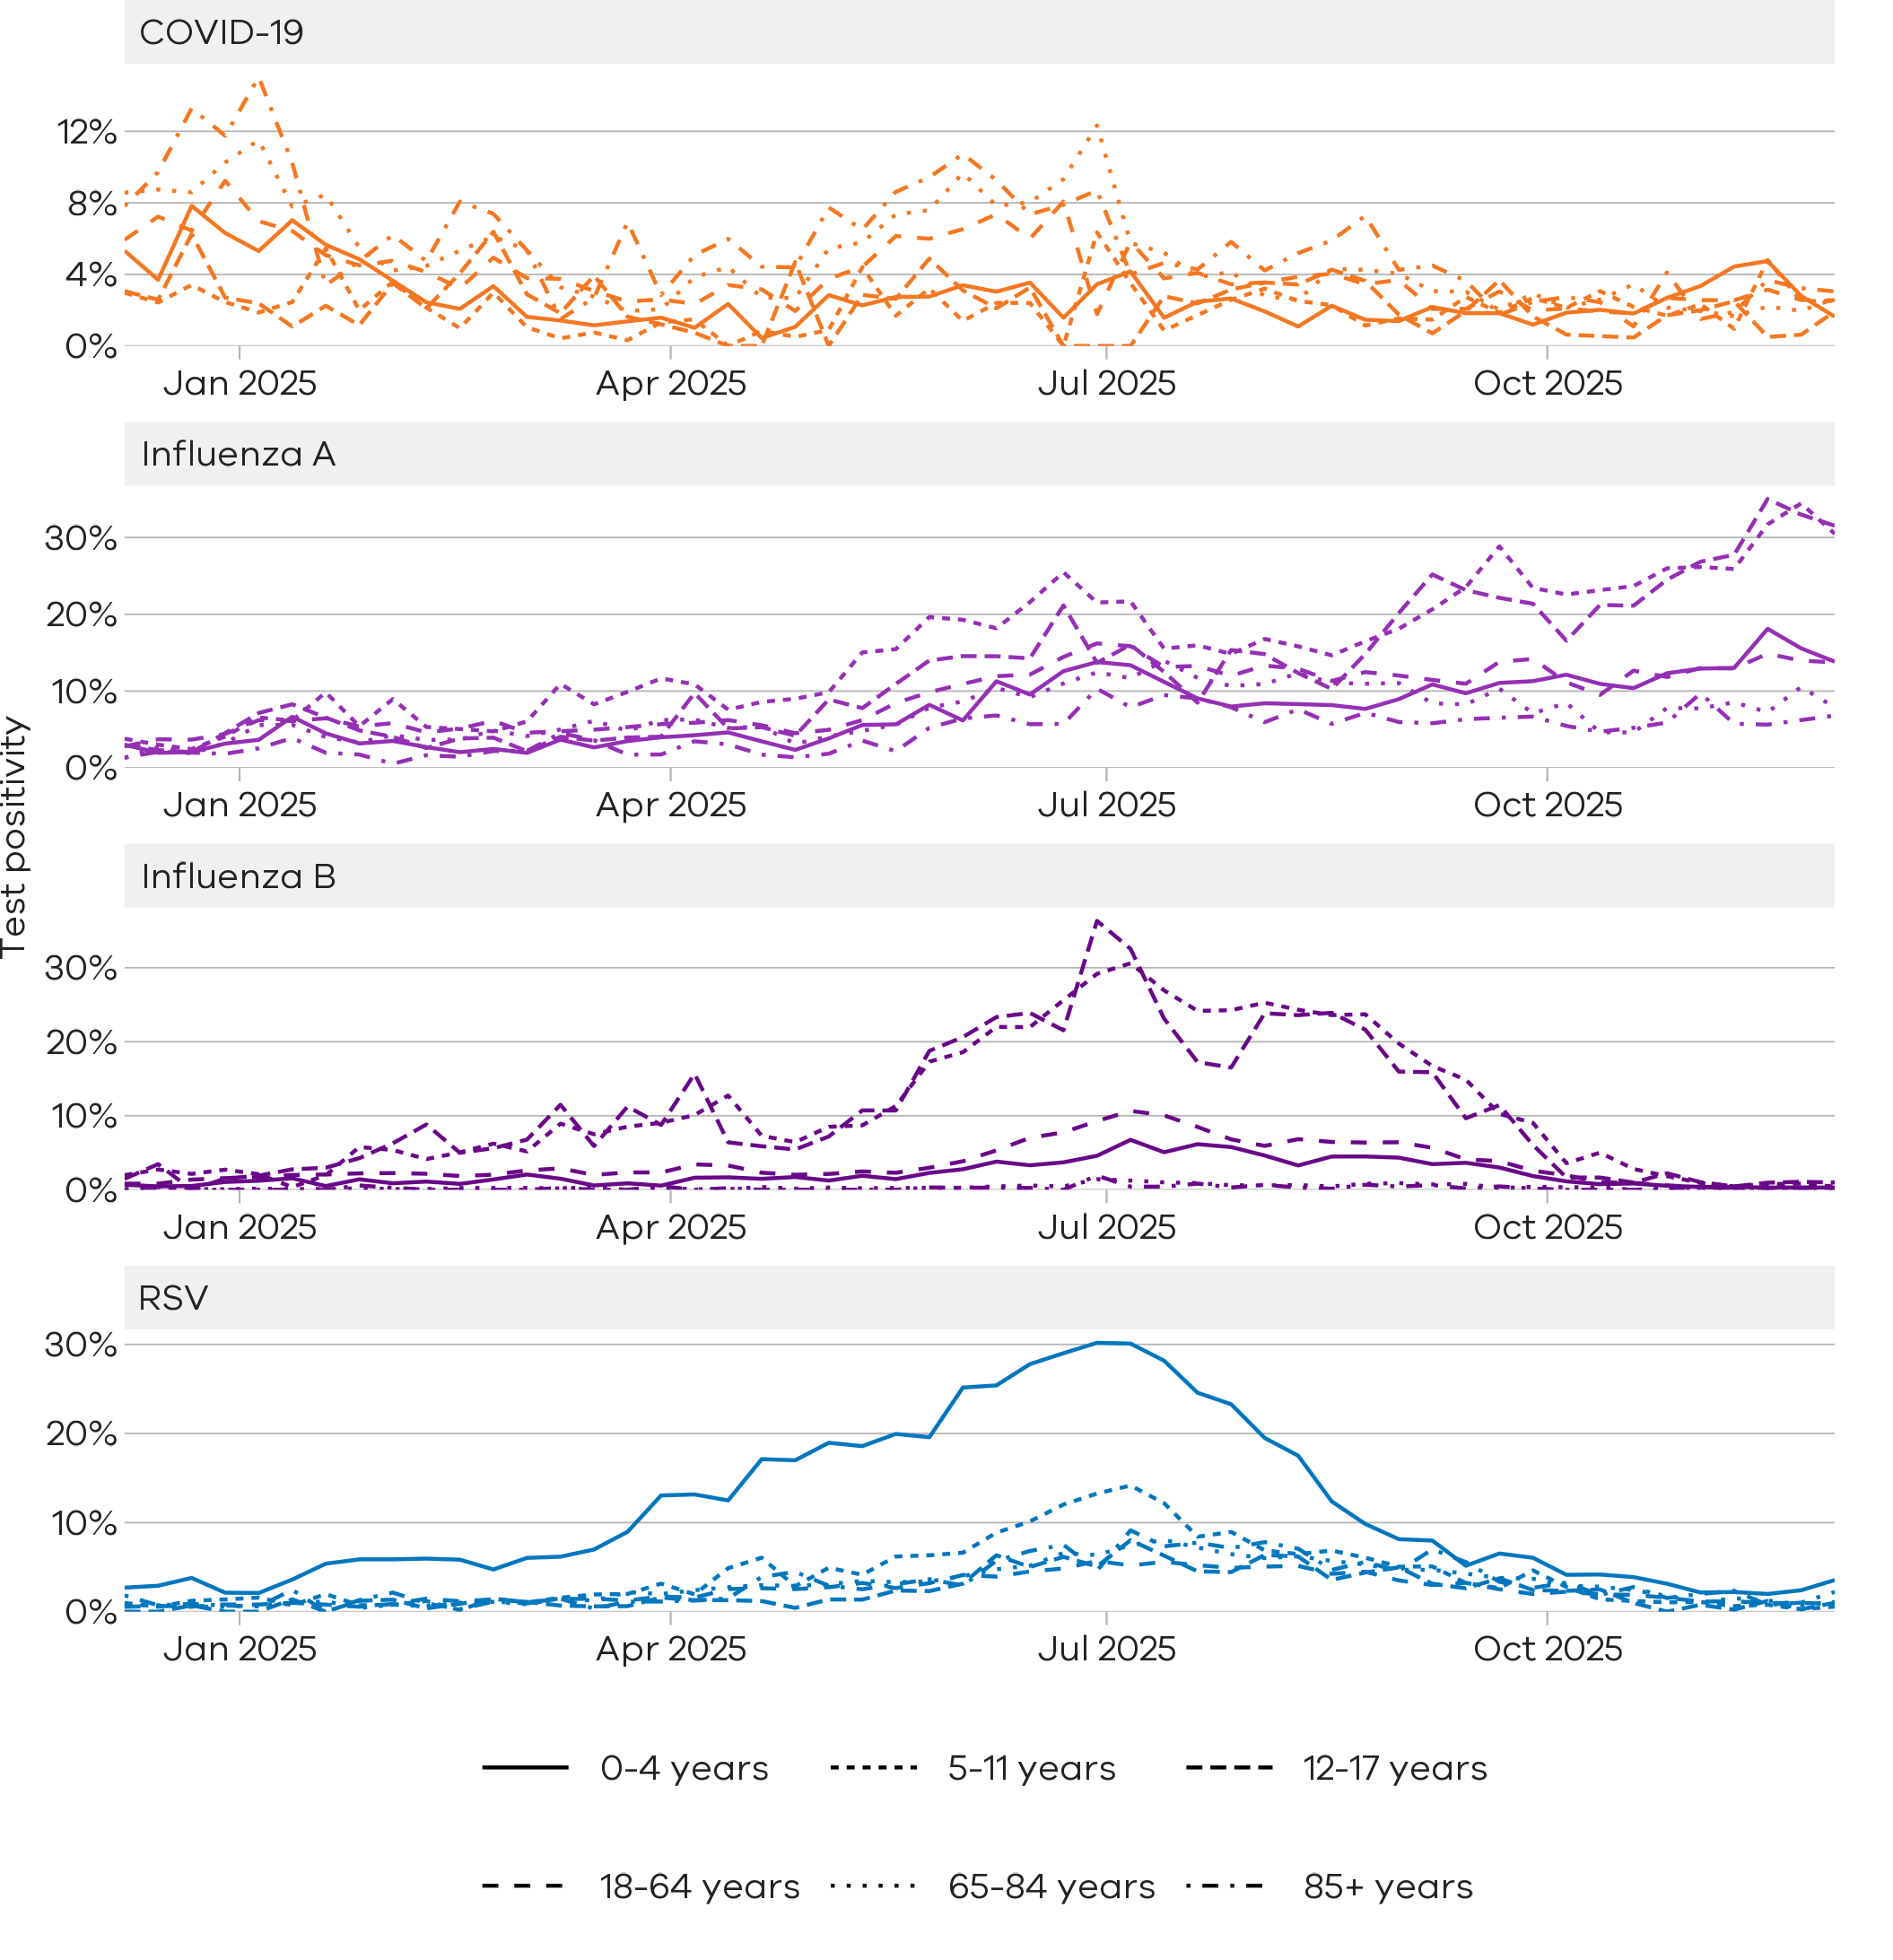 COVID-19
12%
8%
4%
0%
Jan 2025 Apr 2025 Jul 2025 Oct 2025
Influenza A
30%
20%
10%
0%
Jan 2025 Apr 2025 Jul 2025 Oct 2025
Test positivity
Influenza B
30%
20%
10%
0%
Jan 2025 Apr 2025 Jul 2025 Oct 2025
RSV
30%
20%
10%
0%
Jan 2025 Apr 2025 Jul 2025 Oct 2025
0-4 years 5-11 years 12-17 years
18-64 years 65-84 years 85+ years